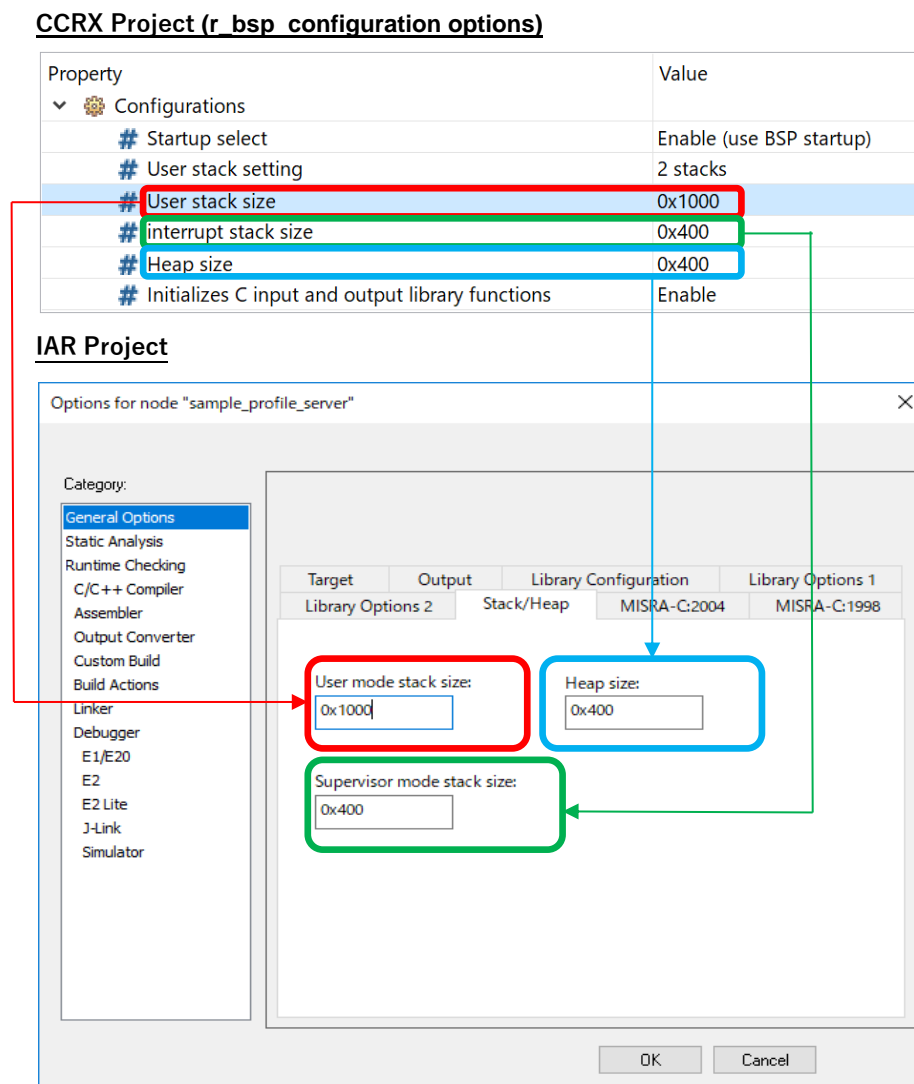 CCRX Project (r_bsp configuration options)
Property Value
Configurations
Startup select Enable (use BSP startup)
User stack setting 2 stacks
User stack size 0x1000
interrupt stack size 0x400
Heap size 0x400
Initializes C input and output library functions Enable
IAR Project
Options for node "sample_profile_server"
Category:
General Options
Static Analysis
Runtime Checking
C/C++ Compiler
Assembler
Output Converter
Custom Build
Build Actions
Linker
Debugger
E1/E20
E2
E2 Lite
J-Link
Simulator
Target Output Library Configuration Library Options 1
Library Options 2 Stack/Heap MISRA-C:2004 MISRA-C:1998
User mode stack size: Heap size:
0x1000 0x400
Supervisor mode stack size:
0x400
OK Cancel